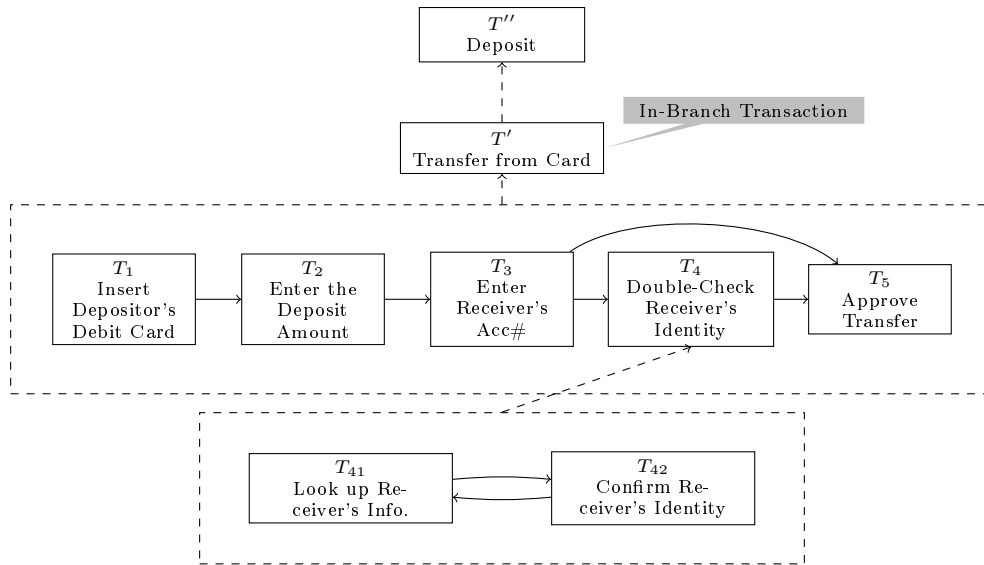 T''
Deposit
In-Branch Transaction
T'
Transfer from Card
T1
Insert
Depositor's
Debit Card
T2
Enter the
Deposit
Amount
T3
Enter
Receiver's
Acc#
T4
Double-Check
Receiver's
Identity
T5
Approve
Transfer
T41
Look up Re-
ceiver's Info.
T42
Confirm Re-
ceiver's Identity